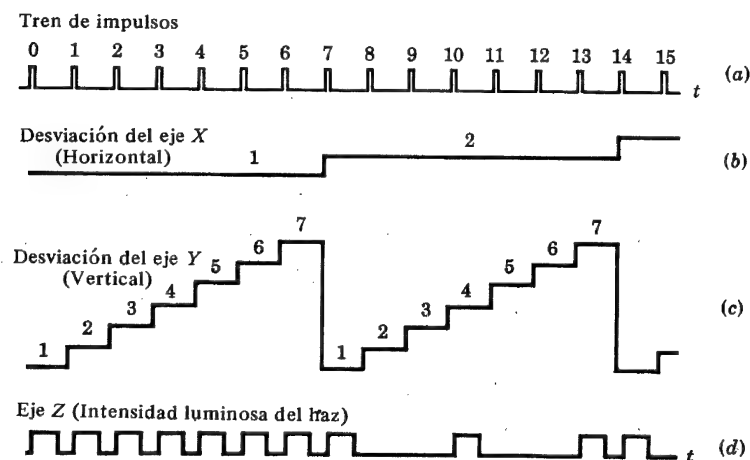 Tren de impulsos
0 1 2 3 4 5 6 7 8 9 10 11 12 13 14 15
t
(a)
Desviación del eje X
(Horizontal)
1
2
(b)
Desviación del eje Y
(Vertical)
1 2 3 4 5 6 7 1 2 3 4 5 6 7
(c)
Eje Z (Intensidad luminosa del haz)
t
(d)